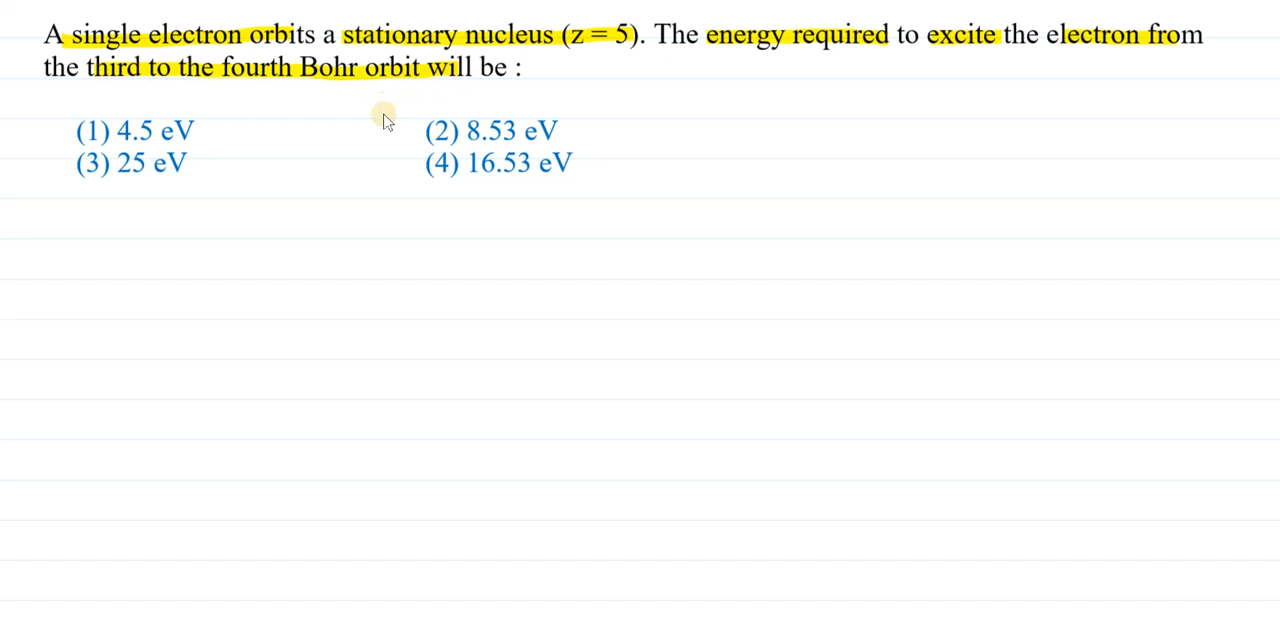 A single electron orbits a stationary nucleus (z = 5). The energy required to excite the electron from
the third to the fourth Bohr orbit will be :
(1) 4.5 eV (2) 8.53 eV
(3) 25 eV (4) 16.53 eV